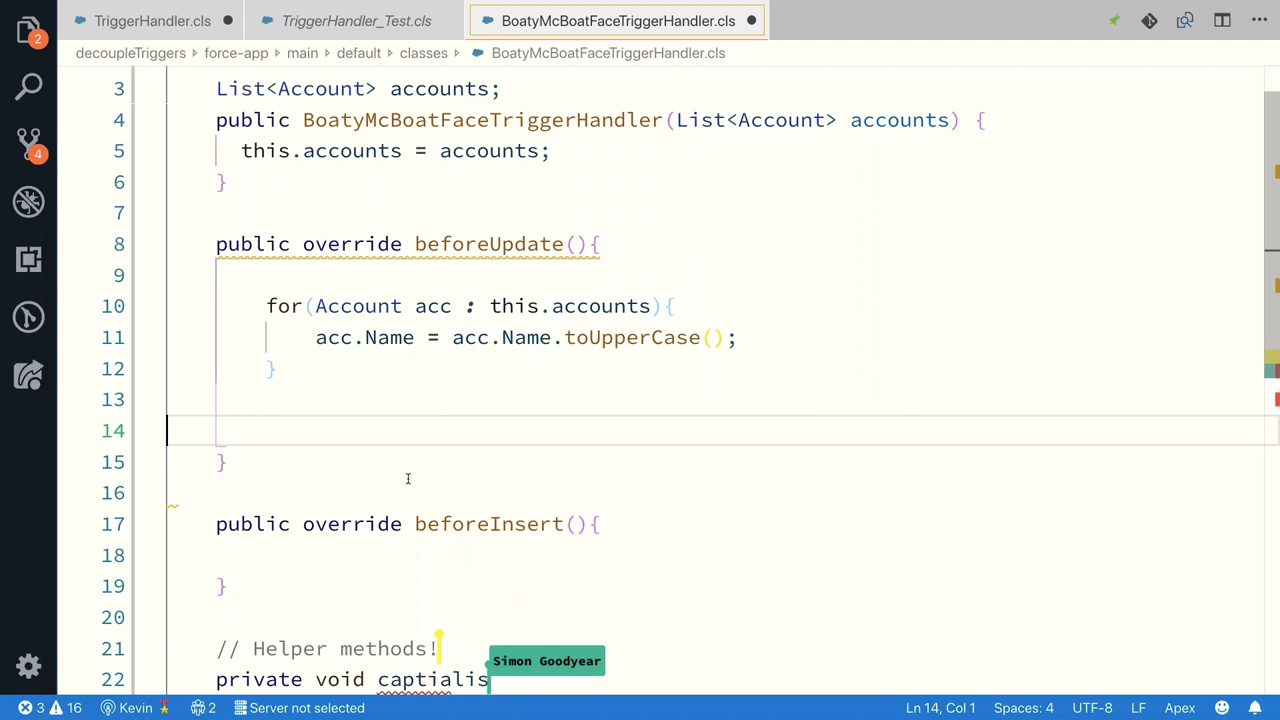 TriggerHandler.cls
TriggerHandler_Test.cls
BoatyMcBoatFaceTriggerHandler.cls
decoupleTriggers > force-app > main > default > classes > BoatyMcBoatFaceTriggerHandler.cls
3 List<Account> accounts;
4 public BoatyMcBoatFaceTriggerHandler(List<Account> accounts) {
5 this.accounts = accounts;
6 }
7
8 public override beforeUpdate(){
9
10 for(Account acc : this.accounts){
11 acc.Name = acc.Name.toUpperCase();
12 }
13
14
15 }
16
17 public override beforeInsert(){
18
19 }
20
21 // Helper methods!
Simon Goodyear
22 private void captialis
2
4
3 16 Kevin 2 Server not selected Ln 14, Col 1 Spaces: 4 UTF-8 LF Apex